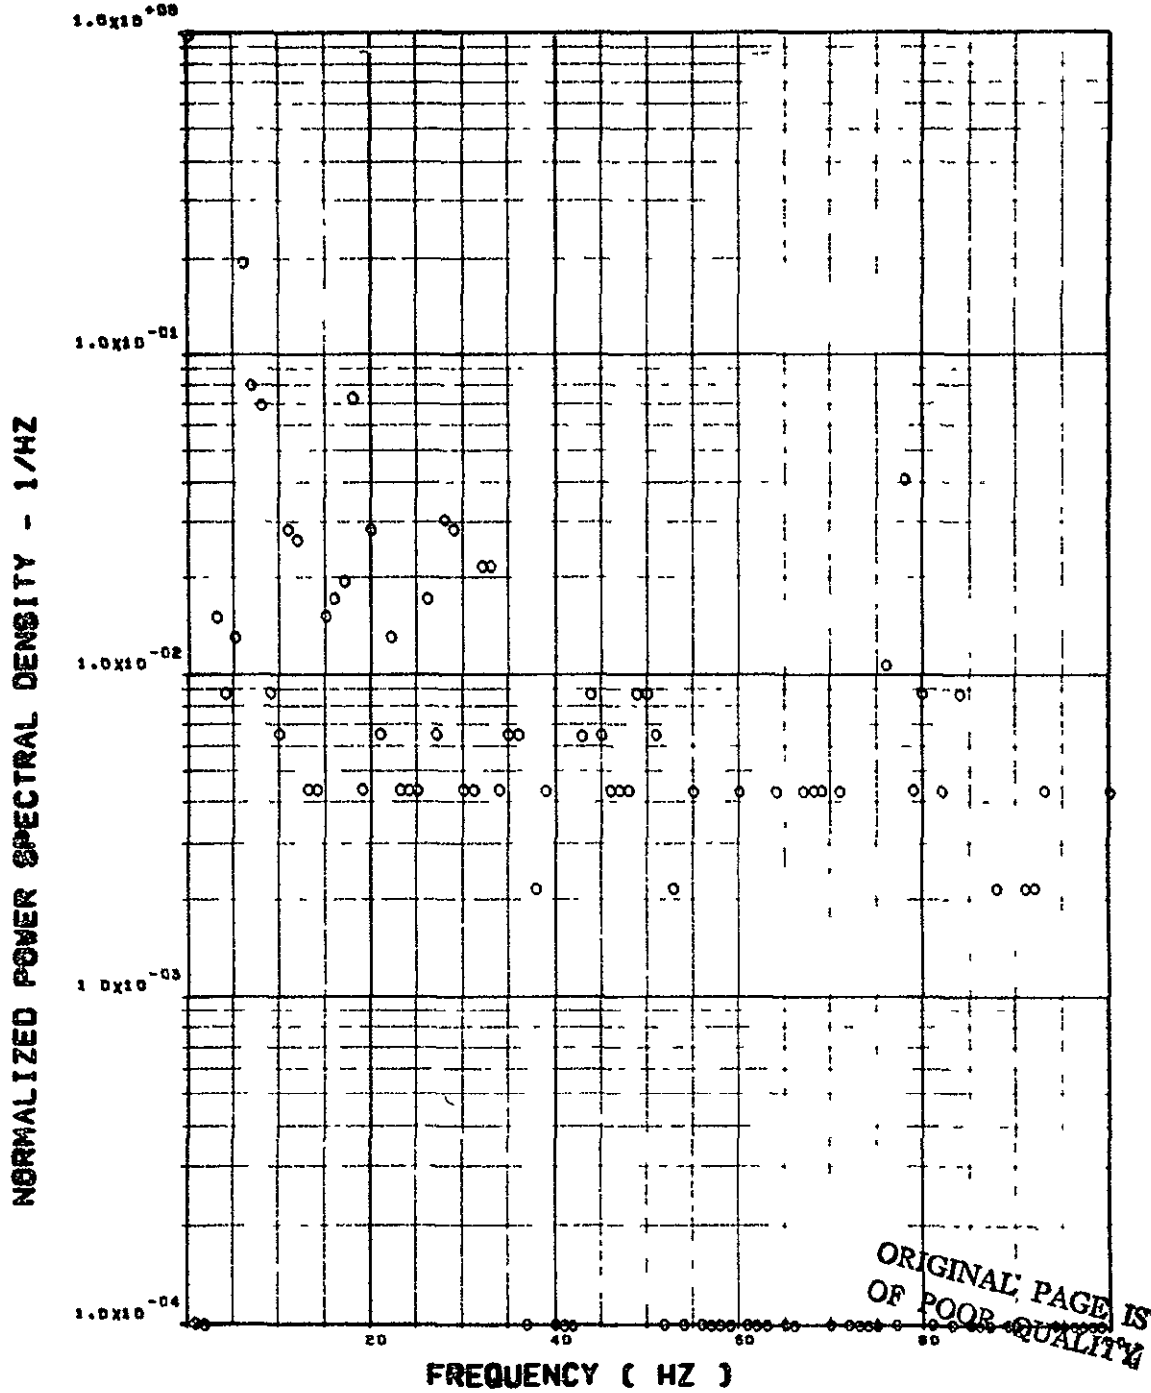 1.0X10+00
1.0X10-01
1.0X10-02
1.0X10-03
1.0X10-04
NORMALIZED POWER SPECTRAL DENSITY - 1/HZ
20
40
60
80
FREQUENCY ( HZ )
ORIGINAL PAGE IS
OF POOR QUALITY